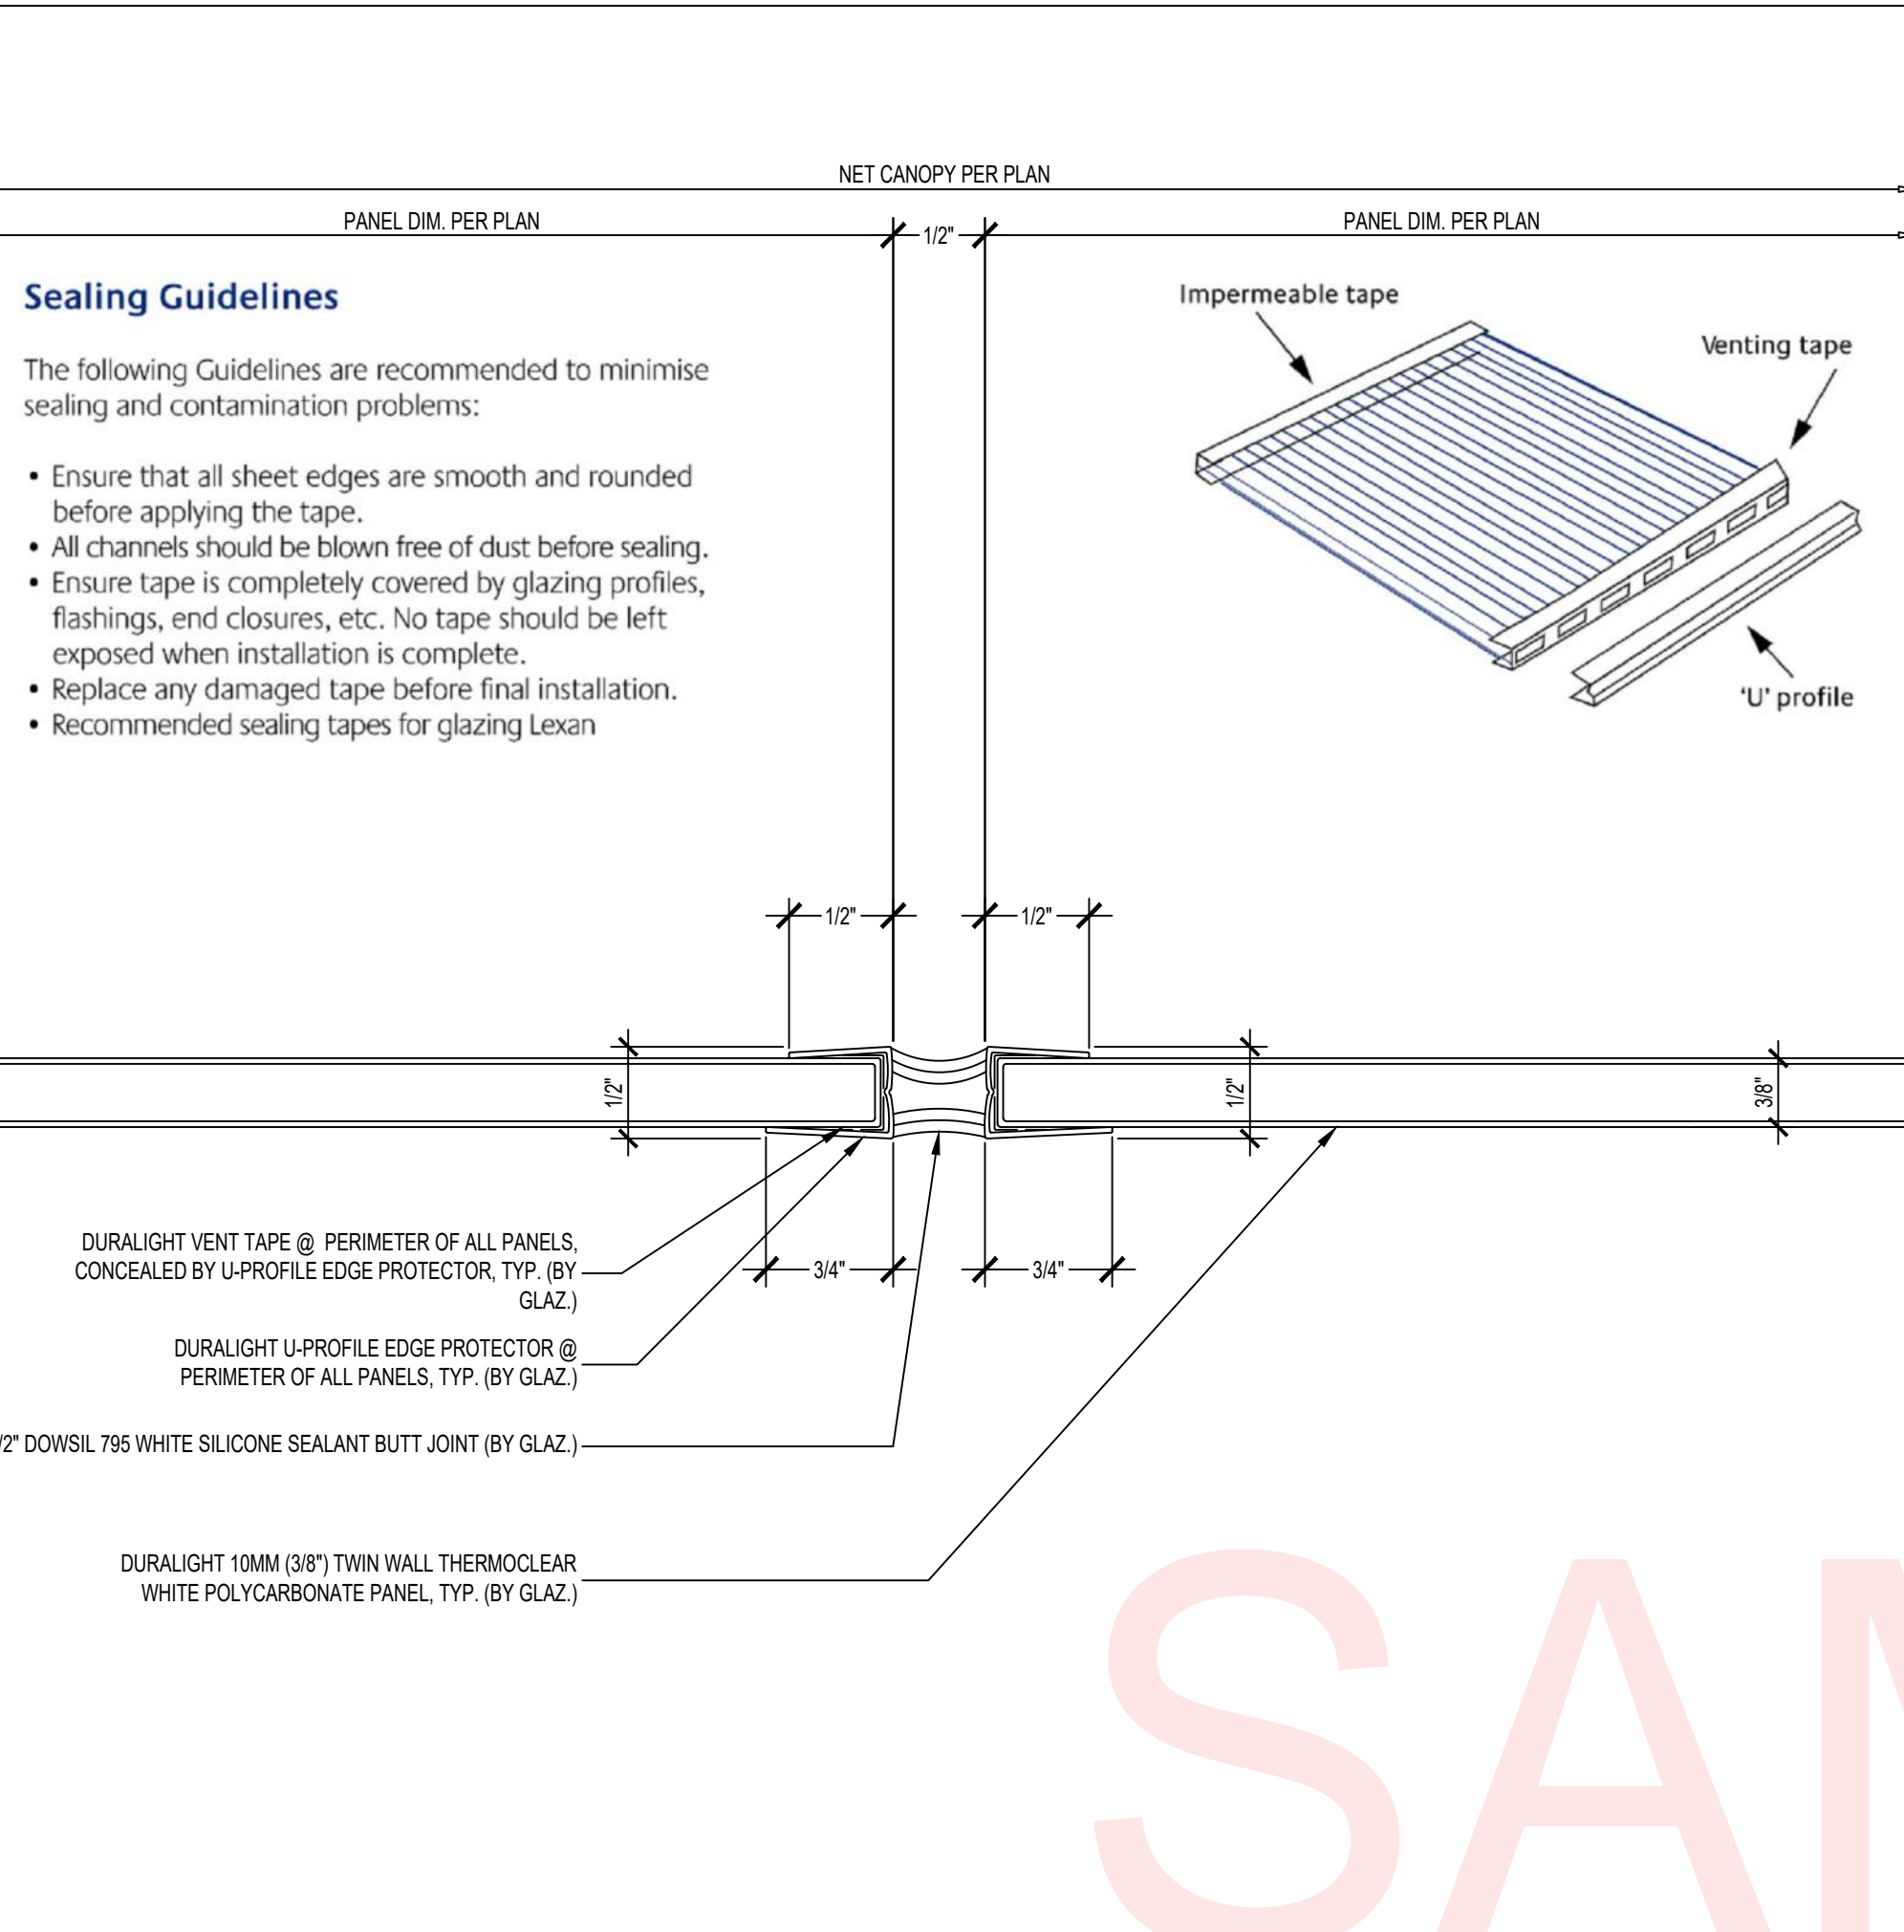 NET CANOPY PER PLAN
PANEL DIM. PER PLAN
1/2"
PANEL DIM. PER PLAN
Sealing Guidelines
The following Guidelines are recommended to minimise
sealing and contamination problems:
• Ensure that all sheet edges are smooth and rounded
before applying the tape.
• All channels should be blown free of dust before sealing.
• Ensure tape is completely covered by glazing profiles,
flashings, end closures, etc. No tape should be left
exposed when installation is complete.
• Replace any damaged tape before final installation.
• Recommended sealing tapes for glazing Lexan
Impermeable tape
Venting tape
'U' profile
1/2"
1/2"
1/2"
1/2"
3/8"
DURALIGHT VENT TAPE @ PERIMETER OF ALL PANELS,
CONCEALED BY U-PROFILE EDGE PROTECTOR, TYP. (BY
GLAZ.)
3/4"
3/4"
DURALIGHT U-PROFILE EDGE PROTECTOR @
PERIMETER OF ALL PANELS, TYP. (BY GLAZ.)
/2" DOWSIL 795 WHITE SILICONE SEALANT BUTT JOINT (BY GLAZ.)
DURALIGHT 10MM (3/8") TWIN WALL THERMOCLEAR
WHITE POLYCARBONATE PANEL, TYP. (BY GLAZ.)
SA